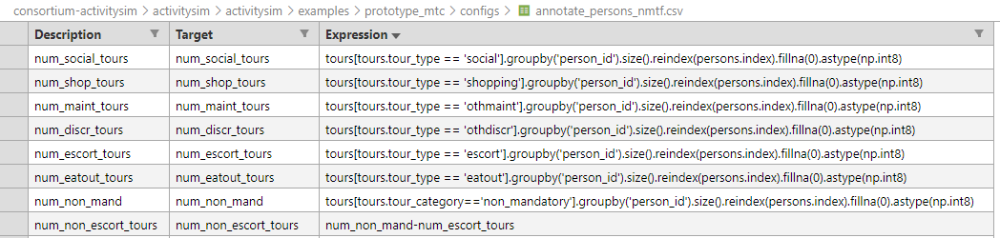 consortium-activitysim > activitysim > activitysim > examples > prototype_mtc > configs > annotate_persons_nmtf.csv
Description Target Expression
num_social_tours num_social_tours tours[tours.tour_type == 'social'].groupby('person_id').size().reindex(persons.index).fillna(0).astype(np.int8)
num_shop_tours num_shop_tours tours[tours.tour_type == 'shopping'].groupby('person_id').size().reindex(persons.index).fillna(0).astype(np.int8)
num_maint_tours num_maint_tours tours[tours.tour_type == 'othmaint'].groupby('person_id').size().reindex(persons.index).fillna(0).astype(np.int8)
num_discr_tours num_discr_tours tours[tours.tour_type == 'othdiscr'].groupby('person_id').size().reindex(persons.index).fillna(0).astype(np.int8)
num_escort_tours num_escort_tours tours[tours.tour_type == 'escort'].groupby('person_id').size().reindex(persons.index).fillna(0).astype(np.int8)
num_eatout_tours num_eatout_tours tours[tours.tour_type == 'eatout'].groupby('person_id').size().reindex(persons.index).fillna(0).astype(np.int8)
num_non_mand num_non_mand tours[tours.tour_category=='non_mandatory'].groupby('person_id').size().reindex(persons.index).fillna(0).astype(np.int8)
num_non_escort_tours num_non_escort_tours num_non_mand-num_escort_tours